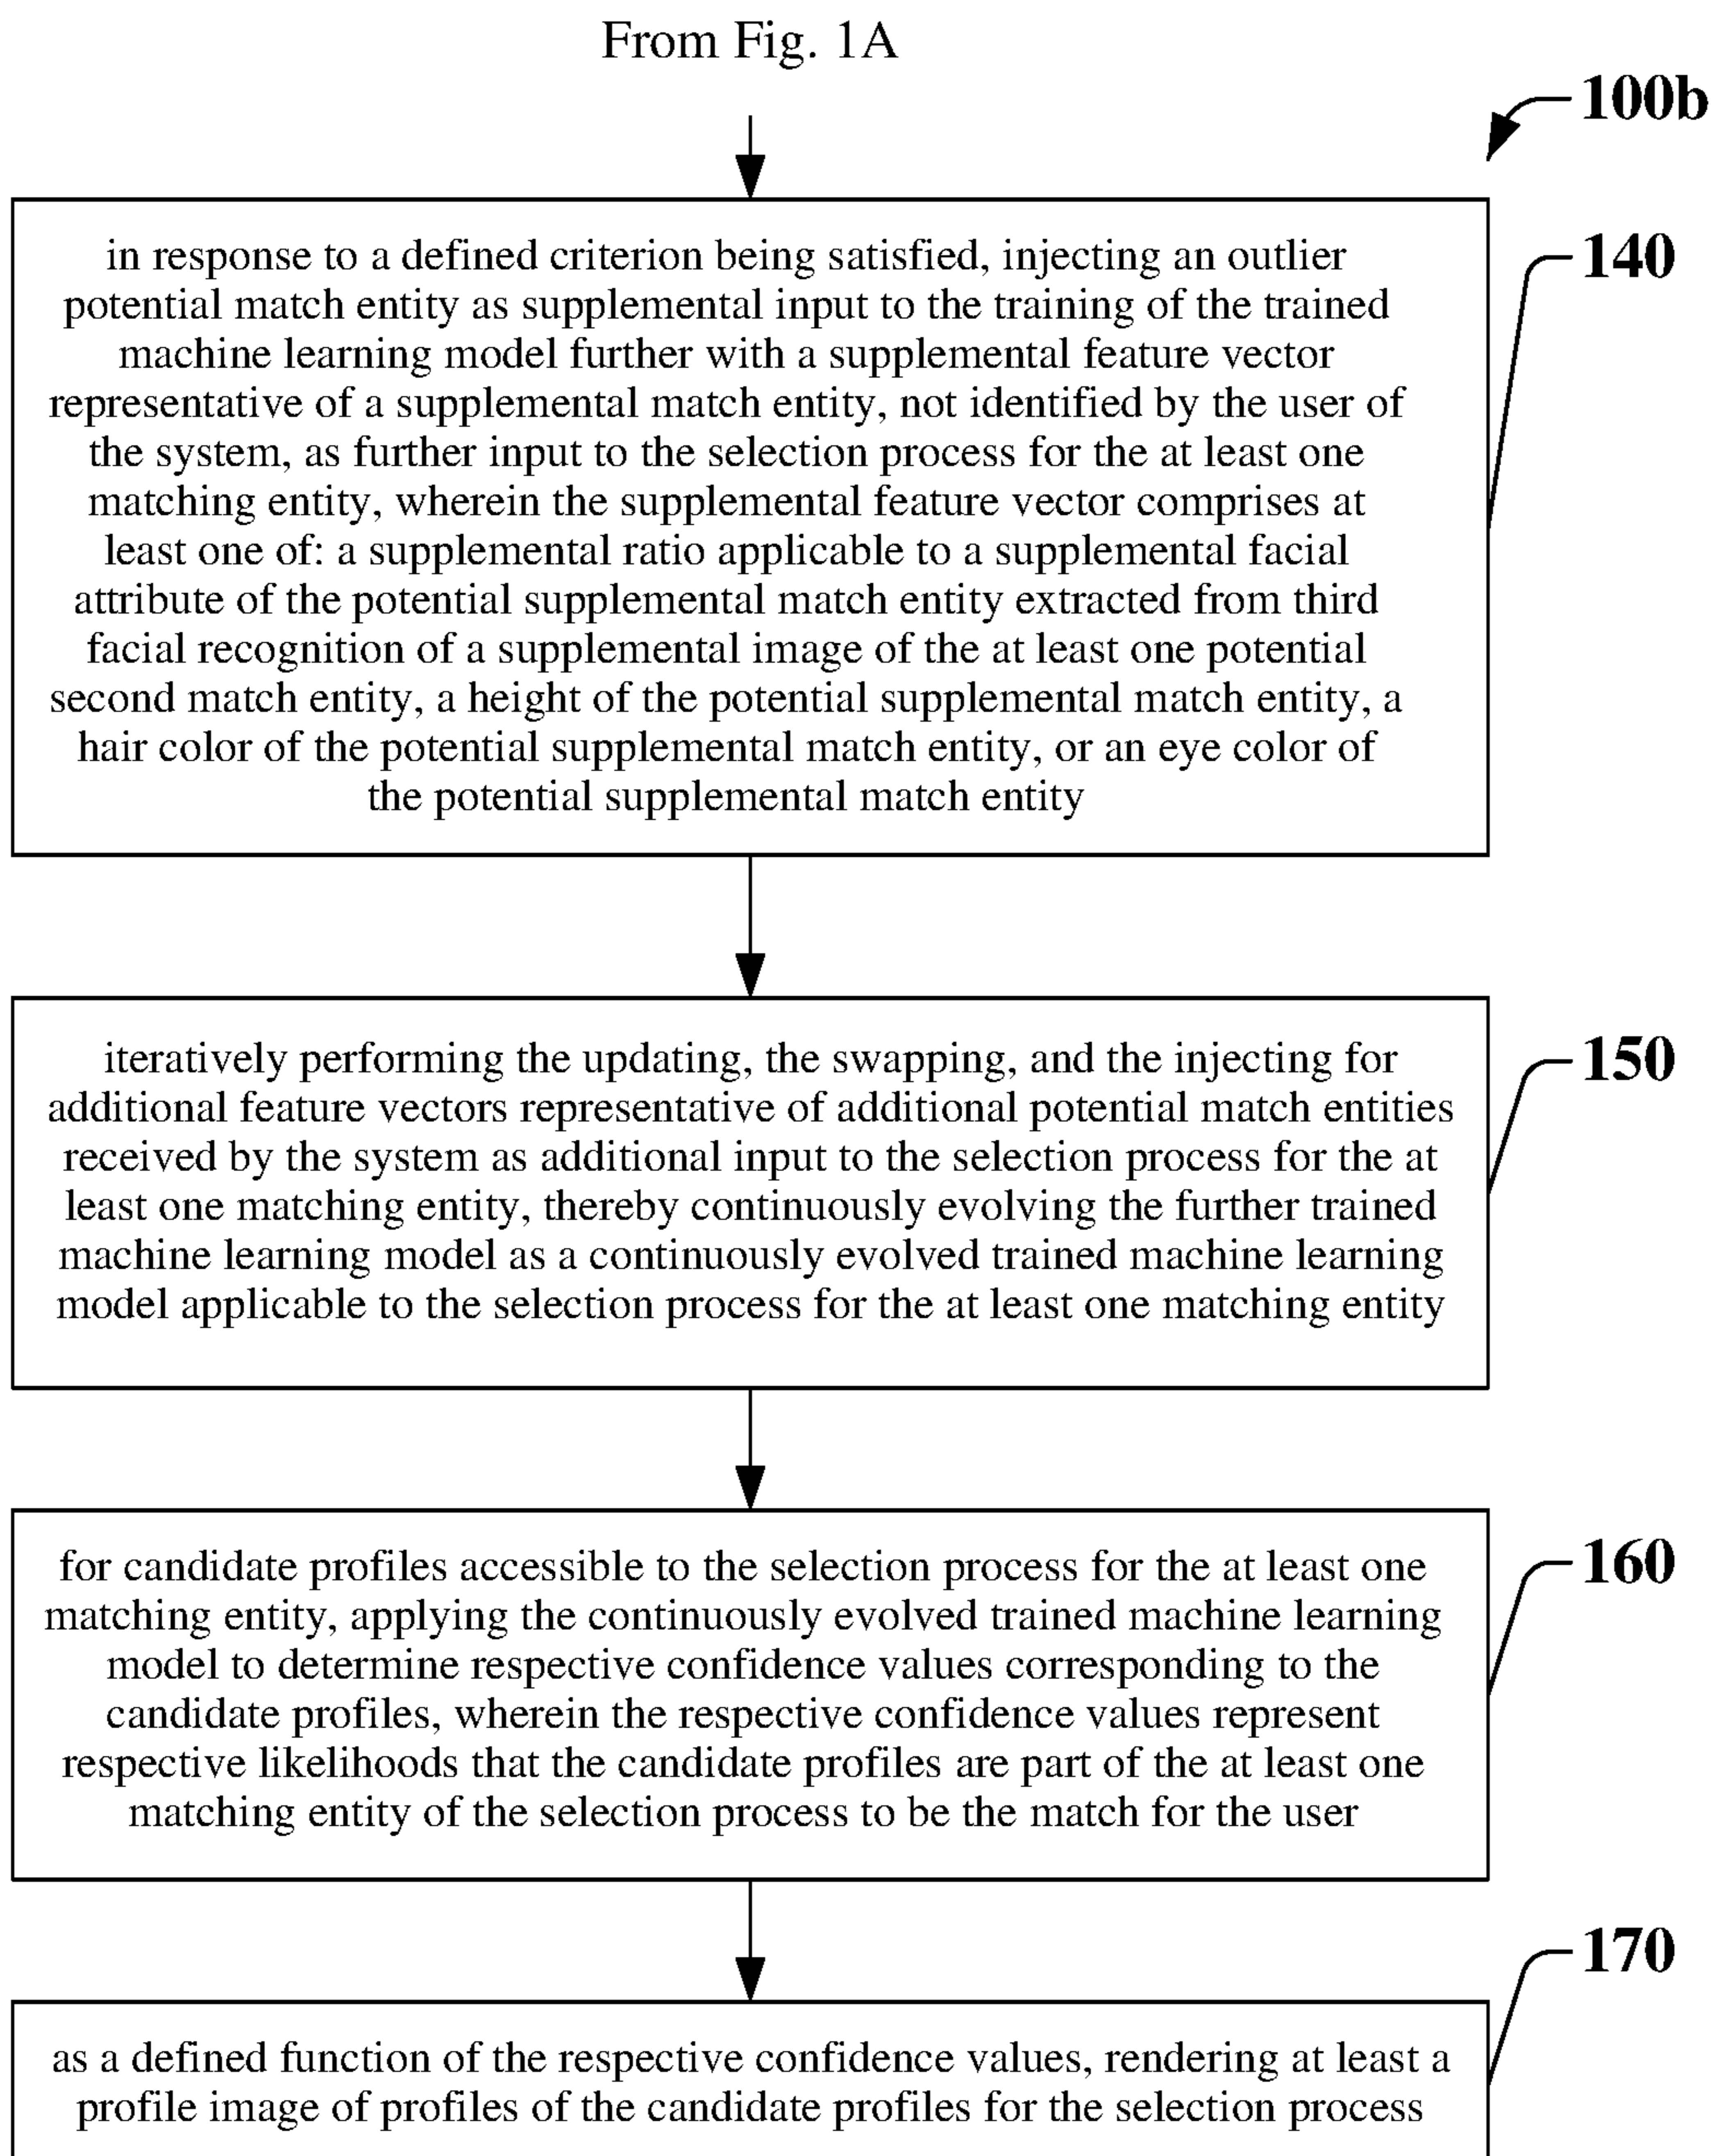 From Fig. 1A
100b
in response to a defined criterion being satisfied, injecting an outlier
potential match entity as supplemental input to the training of the trained
machine learning model further with a supplemental feature vector
representative of a supplemental match entity, not identified by the user of
the system, as further input to the selection process for the at least one
matching entity, wherein the supplemental feature vector comprises at
least one of: a supplemental ratio applicable to a supplemental facial
attribute of the potential supplemental match entity extracted from third
facial recognition of a supplemental image of the at least one potential
second match entity, a height of the potential supplemental match entity, a
hair color of the potential supplemental match entity, or an eye color of
the potential supplemental match entity
140
iteratively performing the updating, the swapping, and the injecting for
additional feature vectors representative of additional potential match entities
received by the system as additional input to the selection process for the at
least one matching entity, thereby continuously evolving the further trained
machine learning model as a continuously evolved trained machine learning
model applicable to the selection process for the at least one matching entity
150
for candidate profiles accessible to the selection process for the at least one
matching entity, applying the continuously evolved trained machine learning
model to determine respective confidence values corresponding to the
candidate profiles, wherein the respective confidence values represent
respective likelihoods that the candidate profiles are part of the at least one
matching entity of the selection process to be the match for the user
160
as a defined function of the respective confidence values, rendering at least a
profile image of profiles of the candidate profiles for the selection process
170